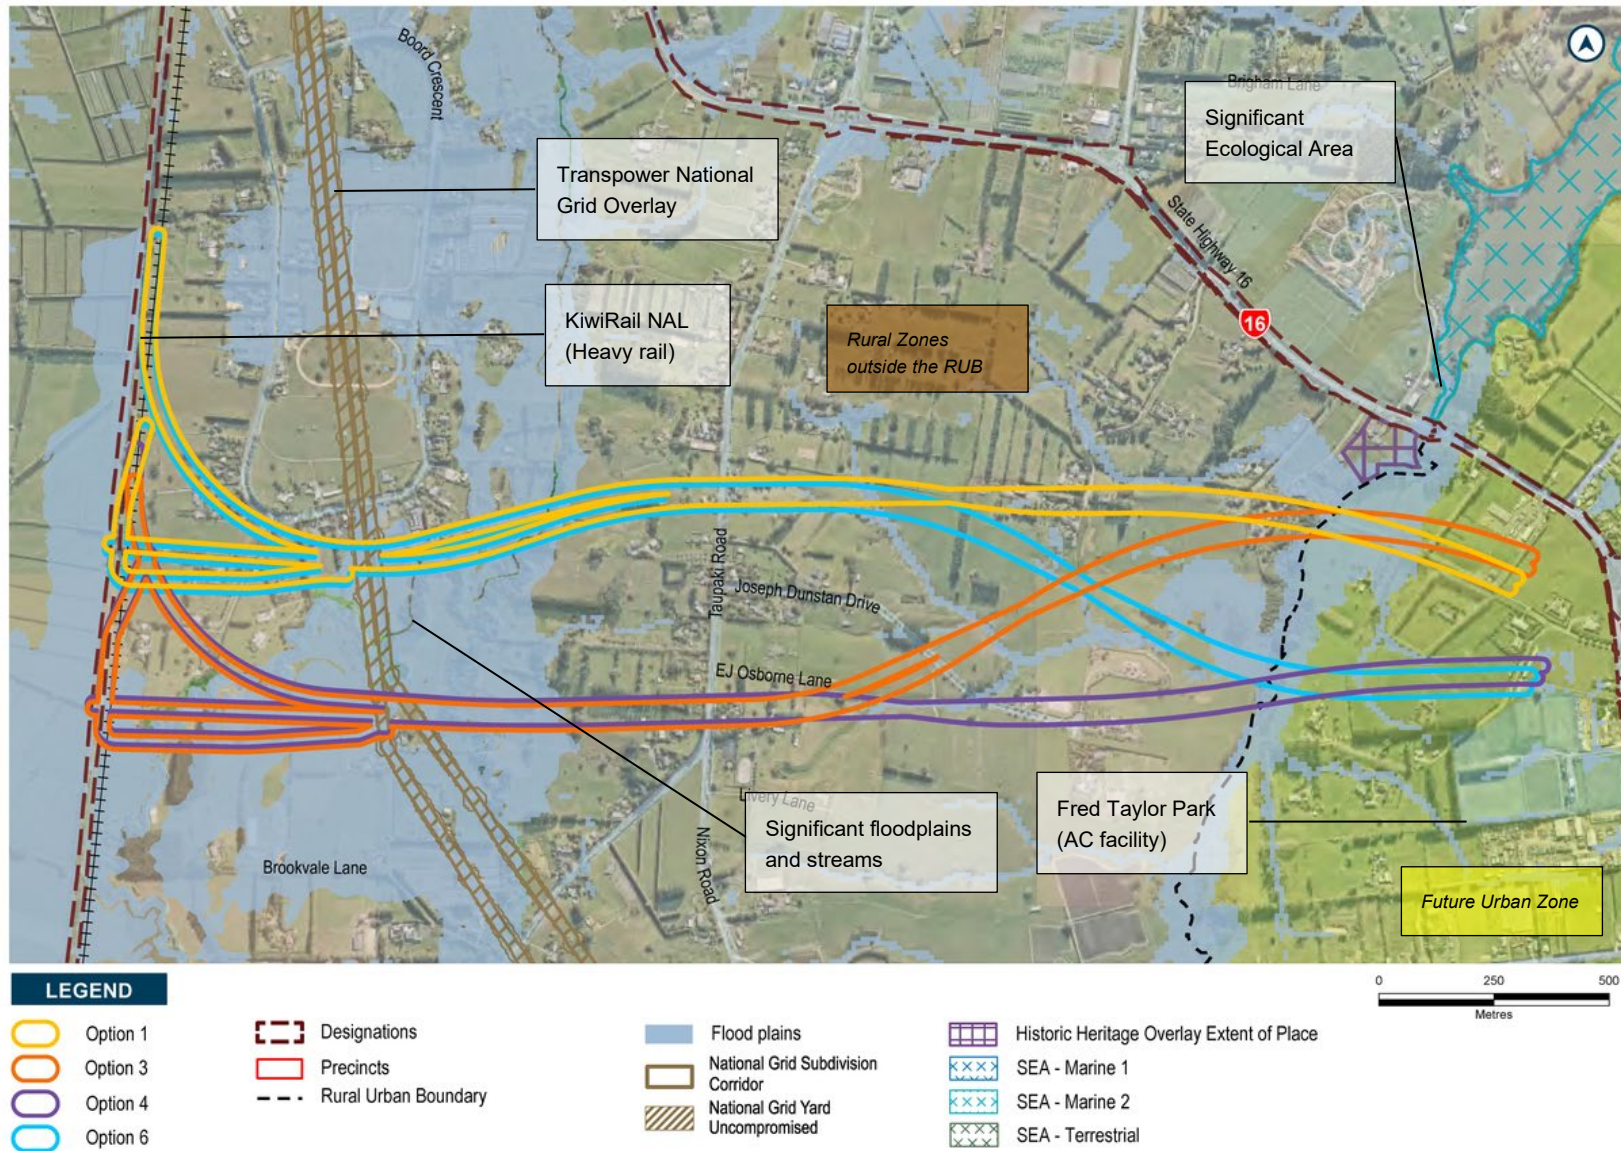 Boord Crescent
Brigham Lane
Significant
Ecological Area
Transpower National
Grid Overlay
State Highway 16
KiwiRail NAL
(Heavy rail)
Rural Zones
outside the RUB
16
Taupaki Road
Joseph Dunstan Drive
EJ Osborne Lane
Livery Lane
Significant floodplains
and streams
Fred Taylor Park
(AC facility)
Nixon Road
Brookvale Lane
Future Urban Zone
LEGEND
0 250 500
Metres
Option 1
Option 3
Option 4
Option 6
Designations
Precincts
Rural Urban Boundary
Flood plains
National Grid Subdivision
Corridor
National Grid Yard
Uncompromised
Historic Heritage Overlay Extent of Place
SEA - Marine 1
SEA - Marine 2
SEA - Terrestrial